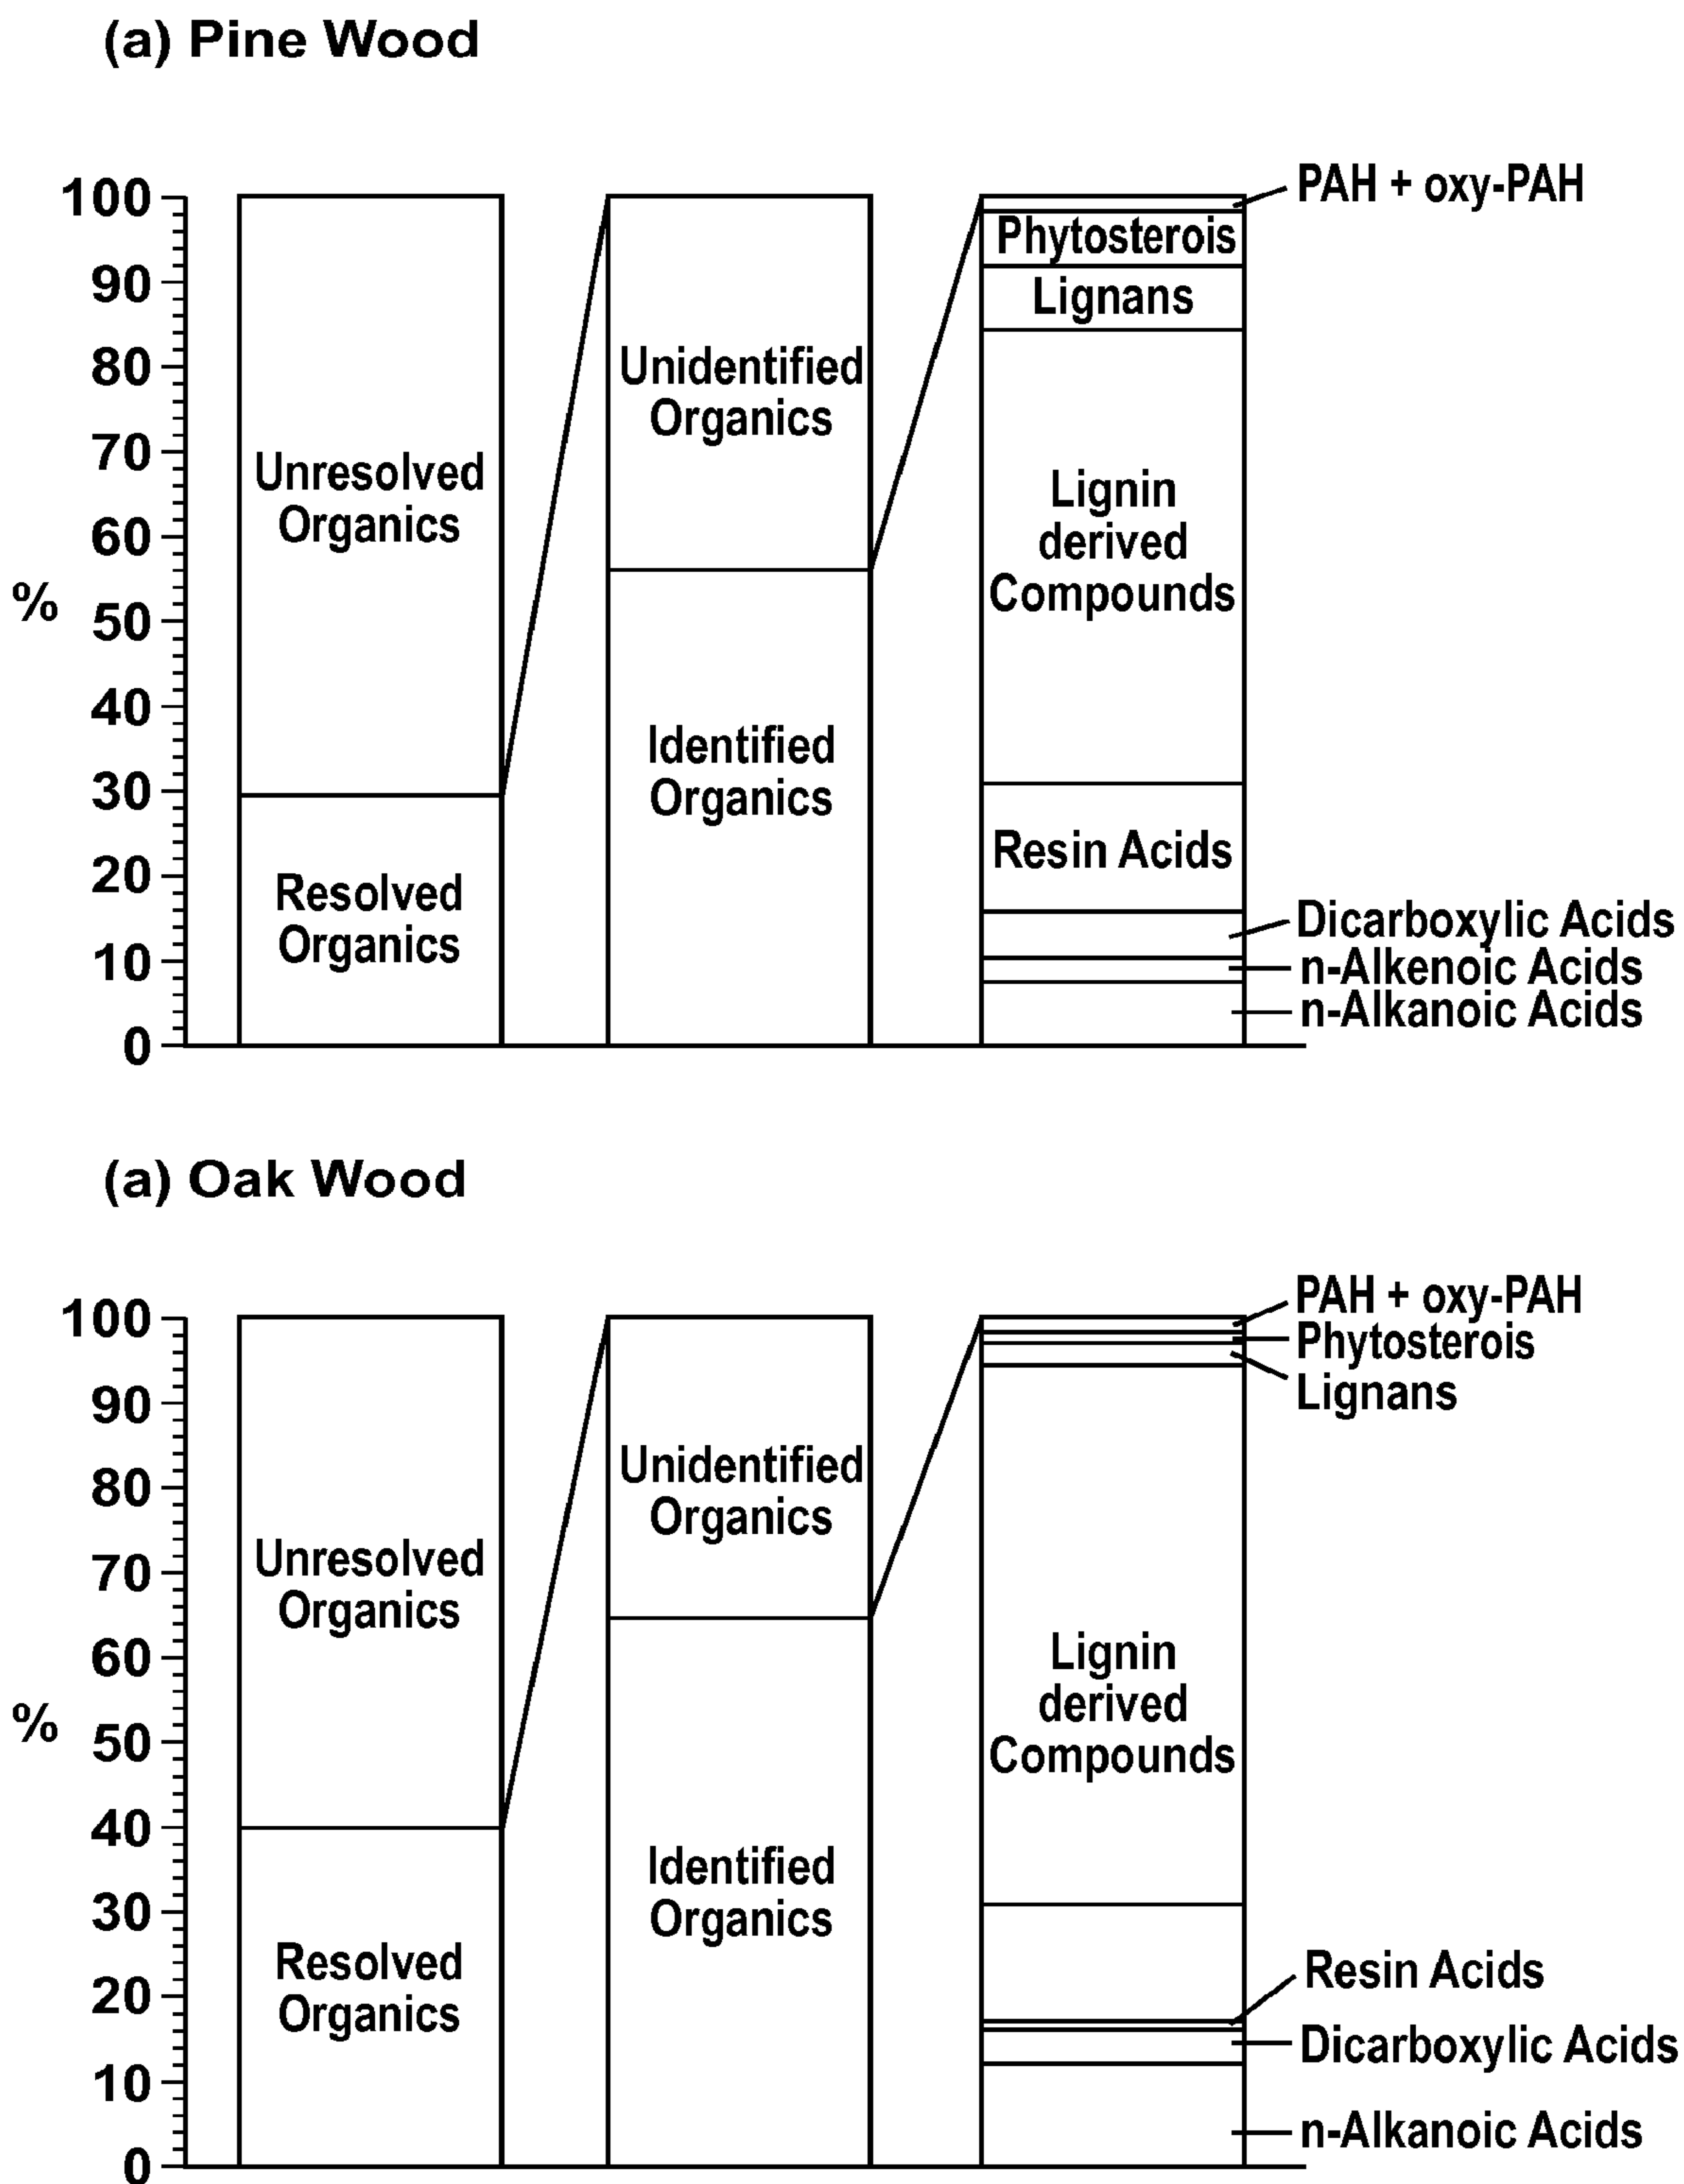 (a) Pine Wood
100
90
80
70
60
50
40
30
20
10
0
%
Unresolved
Organics
Resolved
Organics
Unidentified
Organics
Identified
Organics
PAH + oxy-PAH
Phytosterois
Lignans
Lignin
derived
Compounds
Resin Acids
Dicarboxylic Acids
n-Alkenoic Acids
n-Alkanoic Acids
(a) Oak Wood
100
90
80
70
60
50
40
30
20
10
0
%
Unresolved
Organics
Resolved
Organics
Unidentified
Organics
Identified
Organics
PAH + oxy-PAH
Phytosterois
Lignans
Lignin
derived
Compounds
Resin Acids
Dicarboxylic Acids
n-Alkanoic Acids